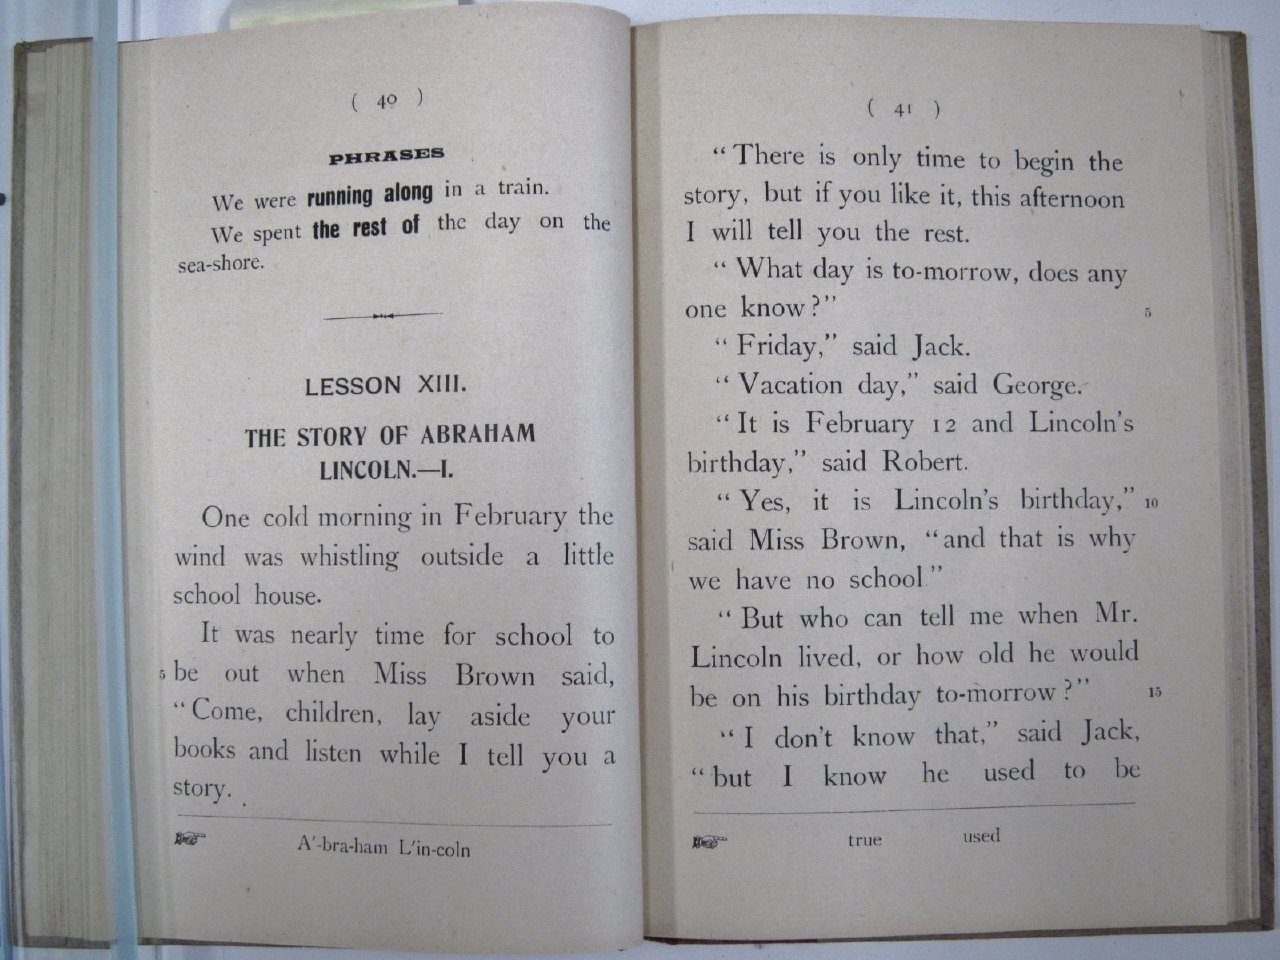 ( 40 )
PHRASES
We were running along in a train.
We spent the rest of the day on the
sea-shore.
LESSON XIII.
THE STORY OF ABRAHAM
LINCOLN.—I.
One cold morning in February the
wind was whistling outside a little
school house.
It was nearly time for school to
5 be out when Miss Brown said,
“Come, children, lay aside your
books and listen while I tell you a
story.
☞ A′-bra-ham L′in-coln
( 41 )
“There is only time to begin the
story, but if you like it, this afternoon
I will tell you the rest.
“What day is to-morrow, does any
one know?” 5
“Friday,” said Jack.
“Vacation day,” said George.
“It is February 12 and Lincoln's
birthday,” said Robert.
“Yes, it is Lincoln's birthday,” 10
said Miss Brown, “and that is why
we have no school”
“But who can tell me when Mr.
Lincoln lived, or how old he would
be on his birthday to-morrow?” 15
“I don't know that,” said Jack,
“but I know he used to be
☞ true used